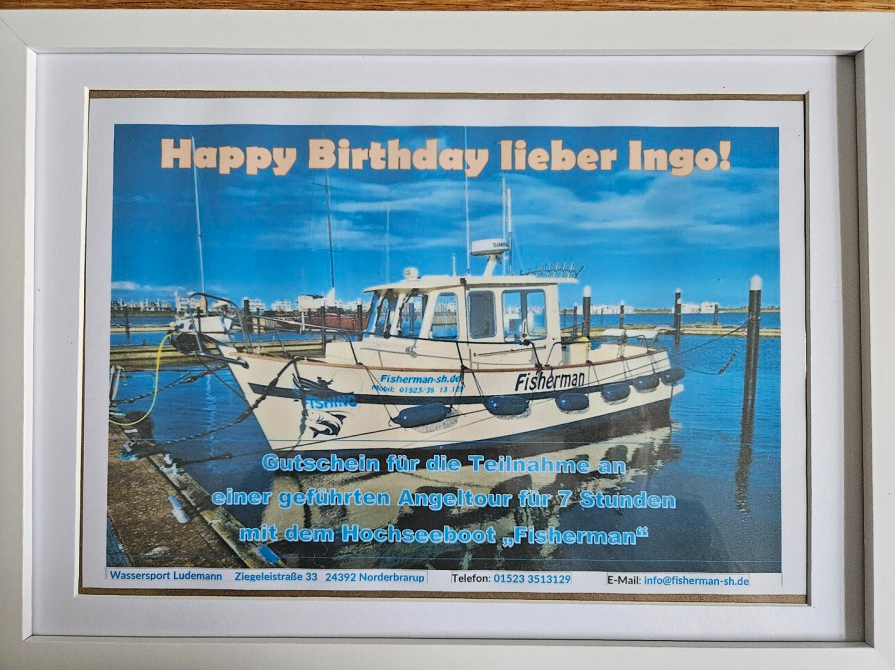 Happy Birthday lieber Ingo!
Fisherman-sh.de
Mobil: 01523/35 13 129
Fisherman
FISHING
Gutschein für die Teilnahme an
einer geführten Angeltour für 7 Stunden
mit dem Hochseeboot „Fisherman“
Wassersport Ludemann Ziegeleistraße 33 24392 Norderbrarup Telefon: 01523 3513129 E-Mail: info@fisherman-sh.de